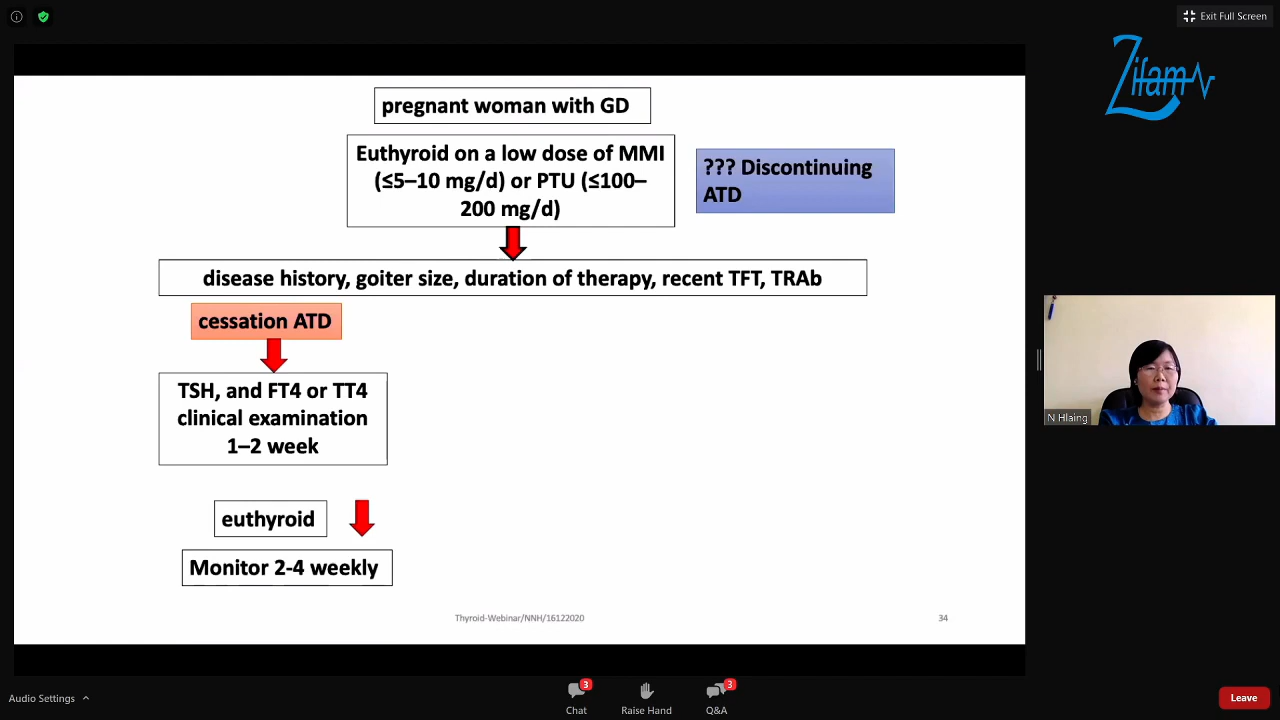 Exit Full Screen
Zifam
pregnant woman with GD
Euthyroid on a low dose of MMI
(≤5–10 mg/d) or PTU (≤100–
200 mg/d)
??? Discontinuing
ATD
disease history, goiter size, duration of therapy, recent TFT, TRAb
cessation ATD
TSH, and FT4 or TT4
clinical examination
1–2 week
euthyroid
Monitor 2-4 weekly
Thyroid-Webinar/NNH/16122020
34
N Hlaing
Audio Settings
3
Chat
Raise Hand
3
Q&A
Leave